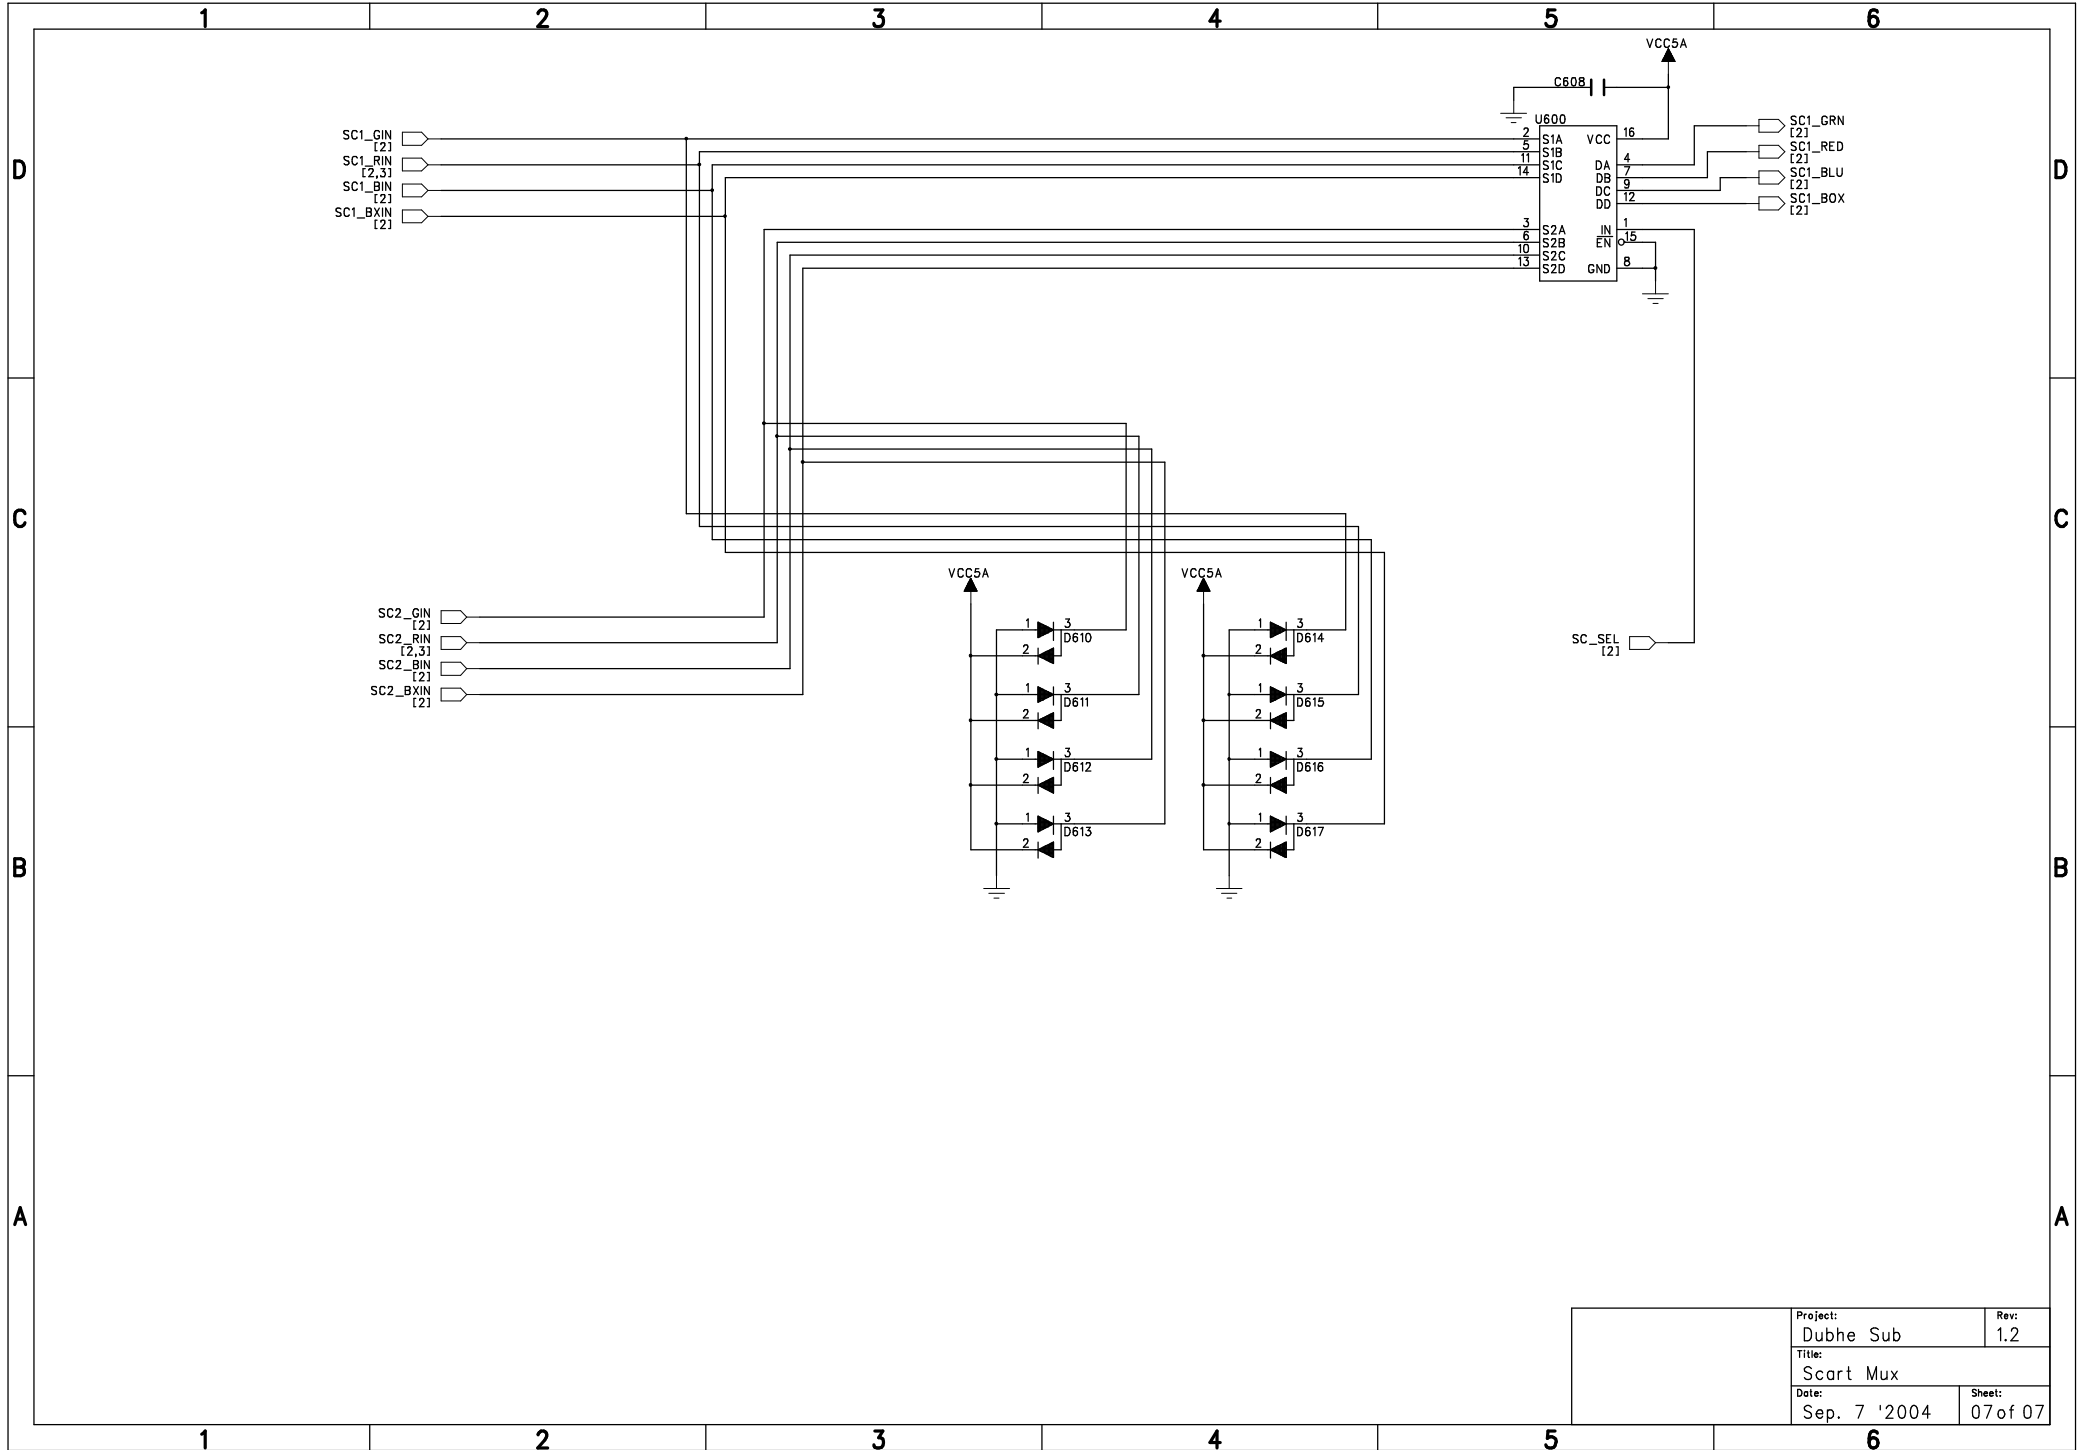 1 2 3 4 5 6
VCC5A
C608
U600
SC1_GIN
[2]
SC1_RIN
[2,3]
SC1_BIN
[2]
SC1_BXIN
[2]
D
2 S1A VCC 16
5 S1B
11 S1C DA 4
14 S1D DB 7
DC 9
DD 12
3 S2A IN 1
6 S2B EN 15
10 S2C
13 S2D GND 8
SC1_GRN
[2]
SC1_RED
[2]
SC1_BLU
[2]
SC1_BOX
[2]
D
C
C
VCC5A
VCC5A
SC2_GIN
[2]
SC2_RIN
[2,3]
SC2_BIN
[2]
SC2_BXIN
[2]
1 3
D610
2
1 3
D611
2
1 3
D612
2
1 3
D613
2
1 3
D614
2
1 3
D615
2
1 3
D616
2
1 3
D617
2
SC_SEL
[2]
B
B
A
A
Project:
Dubhe Sub
Rev:
1.2
Title:
Scart Mux
Date:
Sep. 7 '2004
Sheet:
07of 07
1 2 3 4 5 6